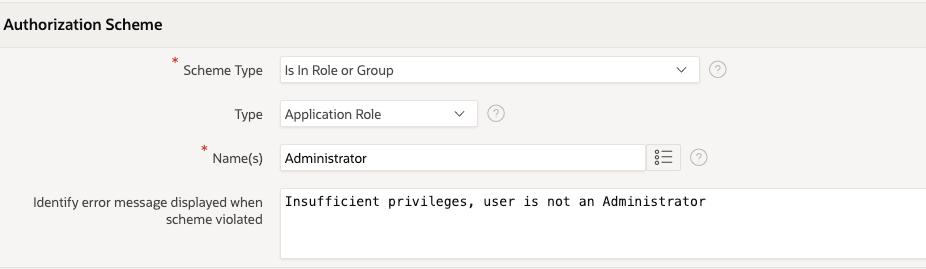 Authorization Scheme
* Scheme Type Is In Role or Group ?
Type Application Role ?
* Name(s) Administrator ?
Identify error message displayed when
scheme violated
Insufficient privileges, user is not an Administrator